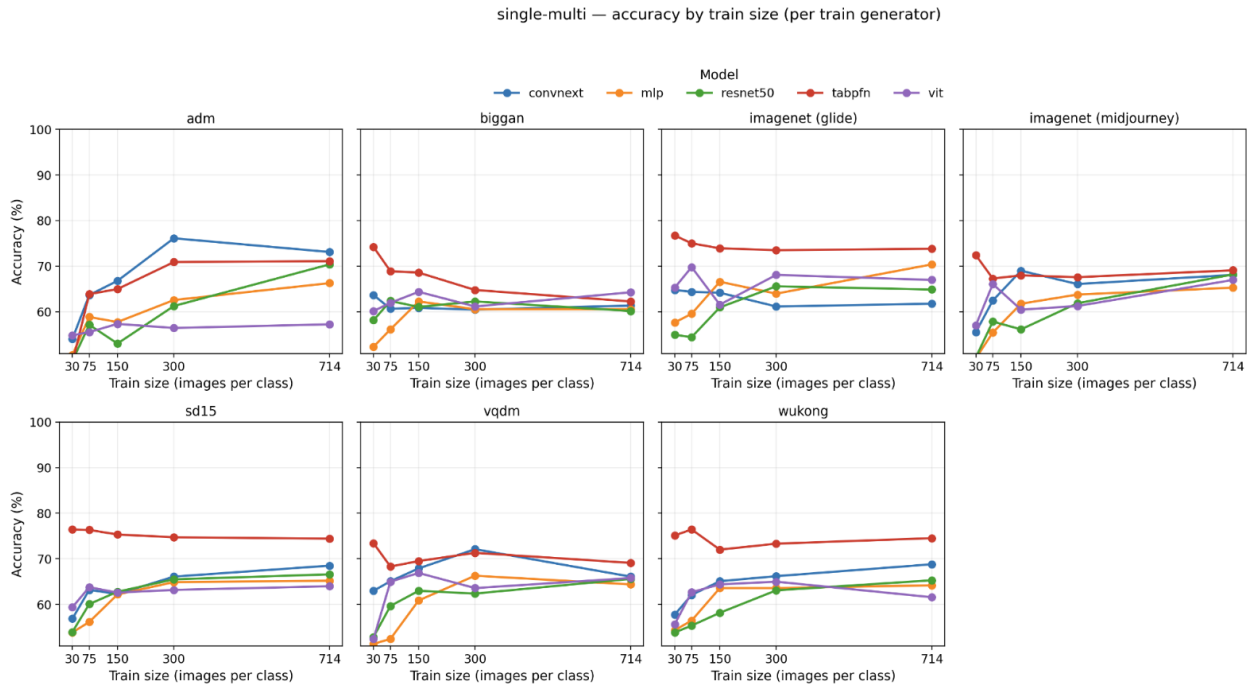 single-multi — accuracy by train size (per train generator)
Model
convnext mlp resnet50 tabpfn vit
adm biggan imagenet (glide) imagenet (midjourney)
100
90
80
70
60
Accuracy (%)
30 75 150 300 714 30 75 150 300 714 30 75 150 300 714 30 75 150 300 714
Train size (images per class) Train size (images per class) Train size (images per class) Train size (images per class)
sd15 vqdm wukong
100
90
80
70
60
Accuracy (%)
30 75 150 300 714 30 75 150 300 714 30 75 150 300 714
Train size (images per class) Train size (images per class) Train size (images per class)